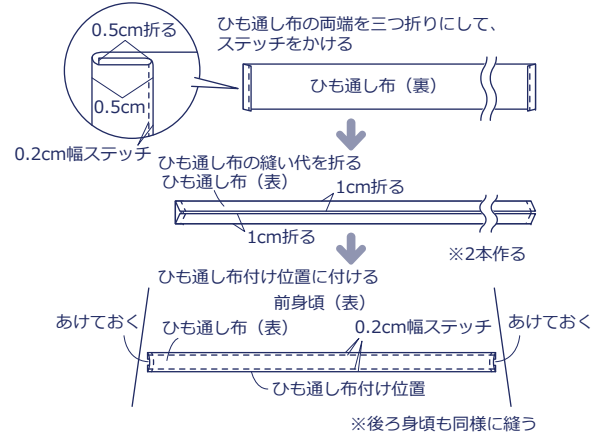 0.5cm折る
ひも通し布の両端を三つ折りにして、
ステッチをかける
ひも通し布（裏）
0.5cm
0.2cm幅ステッチ
ひも通し布の縫い代を折る
ひも通し布（表）
1cm折る
1cm折る
※2本作る
ひも通し布付け位置に付ける
前身頃（表）
あけておく
ひも通し布（表）
0.2cm幅ステッチ
あけておく
ひも通し布付け位置
※後ろ身頃も同様に縫う